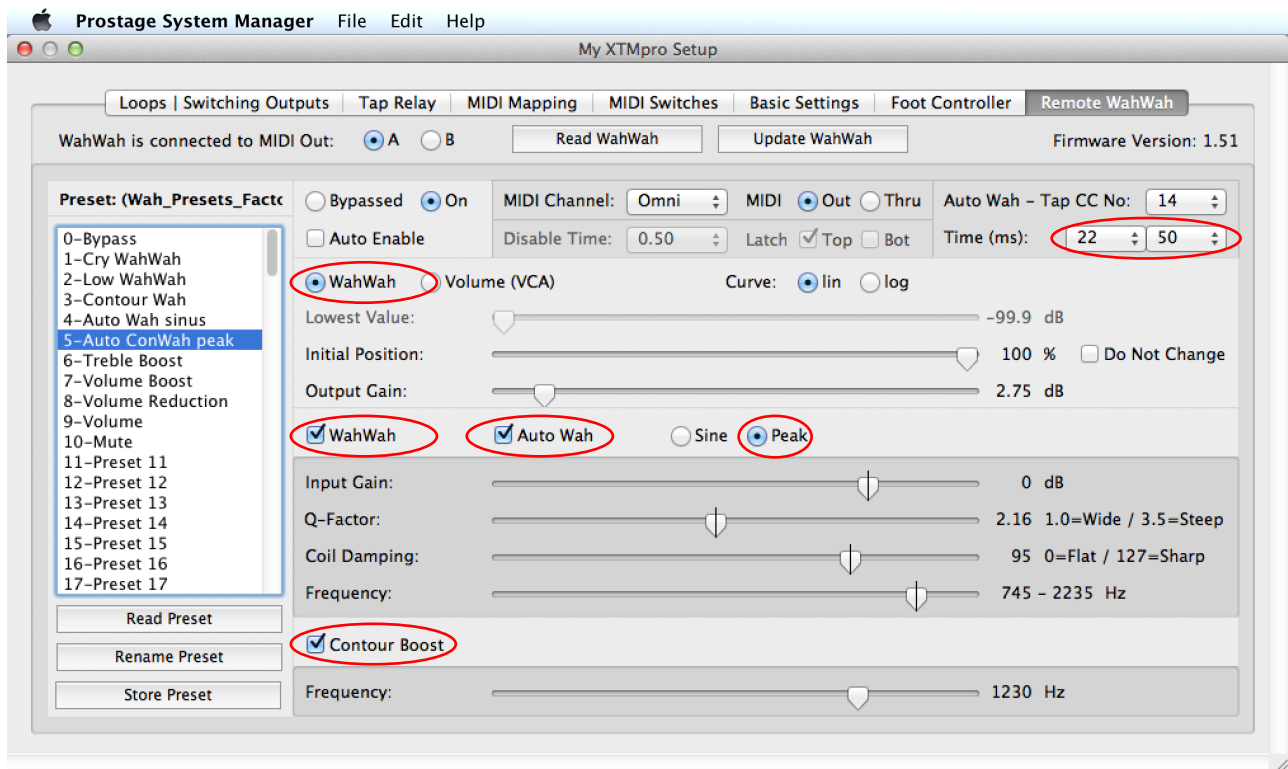 Prostage System Manager File Edit Help
My XTMpro Setup
Loops | Switching Outputs Tap Relay MIDI Mapping MIDI Switches Basic Settings Foot Controller Remote WahWah
WahWah is connected to MIDI Out: A B Read WahWah Update WahWah Firmware Version: 1.51
Preset: (Wah_Presets_Factc
0-Bypass
1-Cry WahWah
2-Low WahWah
3-Contour Wah
4-Auto Wah sinus
5-Auto ConWah peak
6-Treble Boost
7-Volume Boost
8-Volume Reduction
9-Volume
10-Mute
11-Preset 11
12-Preset 12
13-Preset 13
14-Preset 14
15-Preset 15
16-Preset 16
17-Preset 17
Read Preset
Rename Preset
Store Preset
Bypassed On MIDI Channel: Omni MIDI Out Thru Auto Wah - Tap CC No: 14
Auto Enable Disable Time: 0.50 Latch Top Bot Time (ms): 22 50
WahWah Volume (VCA) Curve: lin log
Lowest Value: -99.9 dB
Initial Position: 100 % Do Not Change
Output Gain: 2.75 dB
WahWah Auto Wah Sine Peak
Input Gain: 0 dB
Q-Factor: 2.16 1.0=Wide / 3.5=Steep
Coil Damping: 95 0=Flat / 127=Sharp
Frequency: 745 - 2235 Hz
Contour Boost
Frequency: 1230 Hz